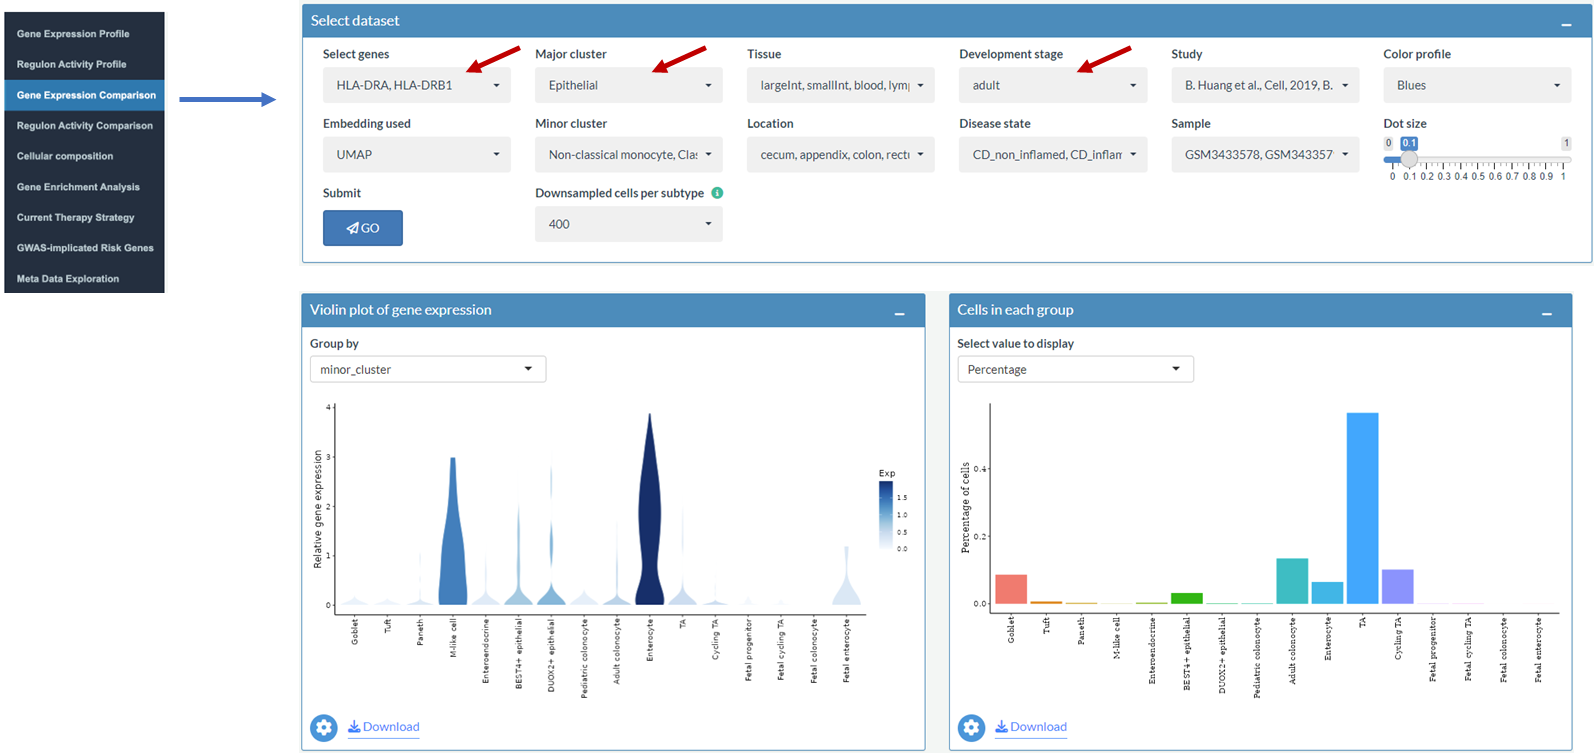 Gene Expression Profile
Regulon Activity Profile
Gene Expression Comparison
Regulon Activity Comparison
Cellular composition
Gene Enrichment Analysis
Current Therapy Strategy
GWAS-implicated Risk Genes
Meta Data Exploration
Select dataset
Select genes
HLA-DRA, HLA-DRB1
Major cluster
Epithelial
Tissue
largeInt, smallInt, blood, lymp
Development stage
adult
Study
B. Huang et al., Cell, 2019, B.
Color profile
Blues
Embedding used
UMAP
Minor cluster
Non-classical monocyte, Clas
Location
cecum, appendix, colon, rect
Disease state
CD_non_inflamed, CD_inflam
Sample
GSM3433578, GSM343357
Dot size
0 0.1 1
0 0.1 0.2 0.3 0.4 0.5 0.6 0.7 0.8 0.9 1
Submit
GO
Downsampled cells per subtype i
400
Violin plot of gene expression
Group by
minor_cluster
Relative gene expression
4
3
2
1
0
Goblet
Tuft
Paneth
M-like cell
Enteroendocrine
BEST4+ epithelial
DUOX2+ epithelial
Pediatric colonocyte
Adult colonocyte
Enterocyte
TA
Cycling TA
Fetal progenitor
Fetal cycling TA
Fetal colonocyte
Fetal enterocyte
Exp
1.5
1.0
0.5
0.0
Download
Cells in each group
Select value to display
Percentage
Percentage of cells
0.4
0.2
0.0
Goblet
Tuft
Paneth
M-like cell
Enteroendocrine
BEST4+ epithelial
DUOX2+ epithelial
Pediatric colonocyte
Adult colonocyte
Enterocyte
TA
Cycling TA
Fetal progenitor
Fetal cycling TA
Fetal colonocyte
Fetal enterocyte
Download